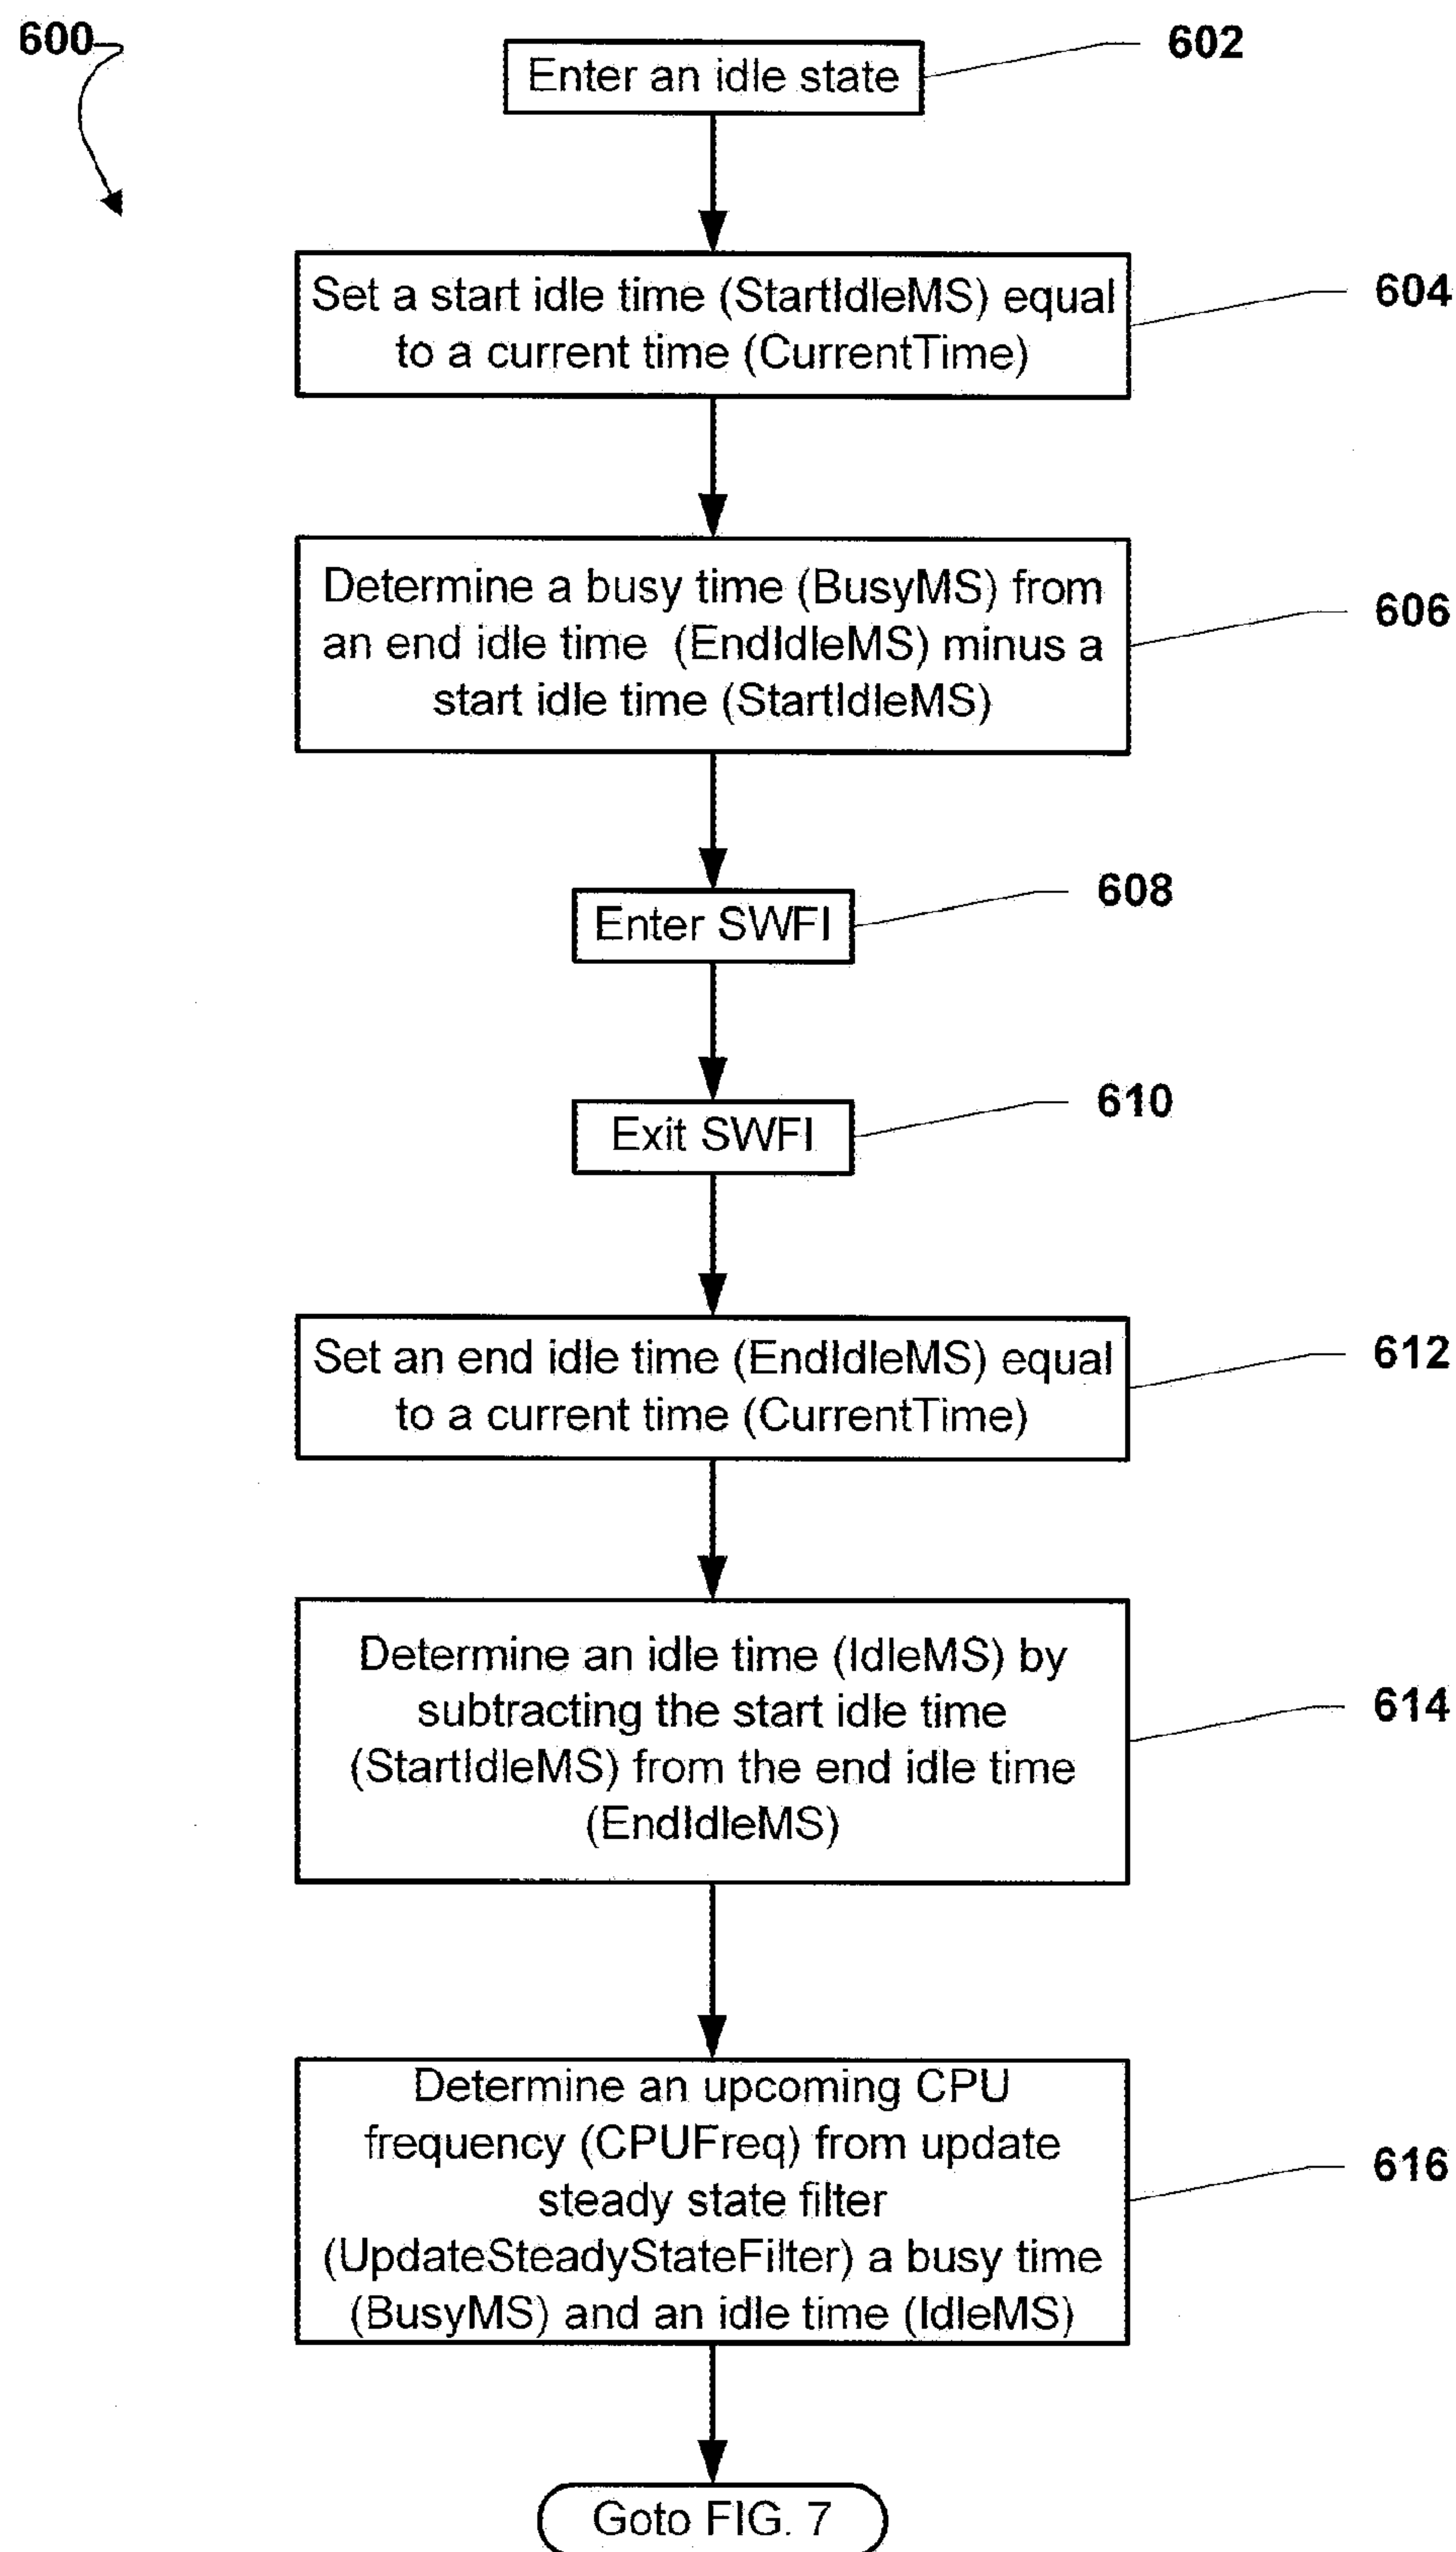 600
Enter an idle state
602
Set a start idle time (StartIdleMS) equal
to a current time (CurrentTime)
604
Determine a busy time (BusyMS) from
an end idle time (EndIdleMS) minus a
start idle time (StartIdleMS)
606
Enter SWFI
608
Exit SWFI
610
Set an end idle time (EndIdleMS) equal
to a current time (CurrentTime)
612
Determine an idle time (IdleMS) by
subtracting the start idle time
(StartIdleMS) from the end idle time
(EndIdleMS)
614
Determine an upcoming CPU
frequency (CPUFreq) from update
steady state filter
(UpdateSteadyStateFilter) a busy time
(BusyMS) and an idle time (IdleMS)
616
Goto FIG. 7